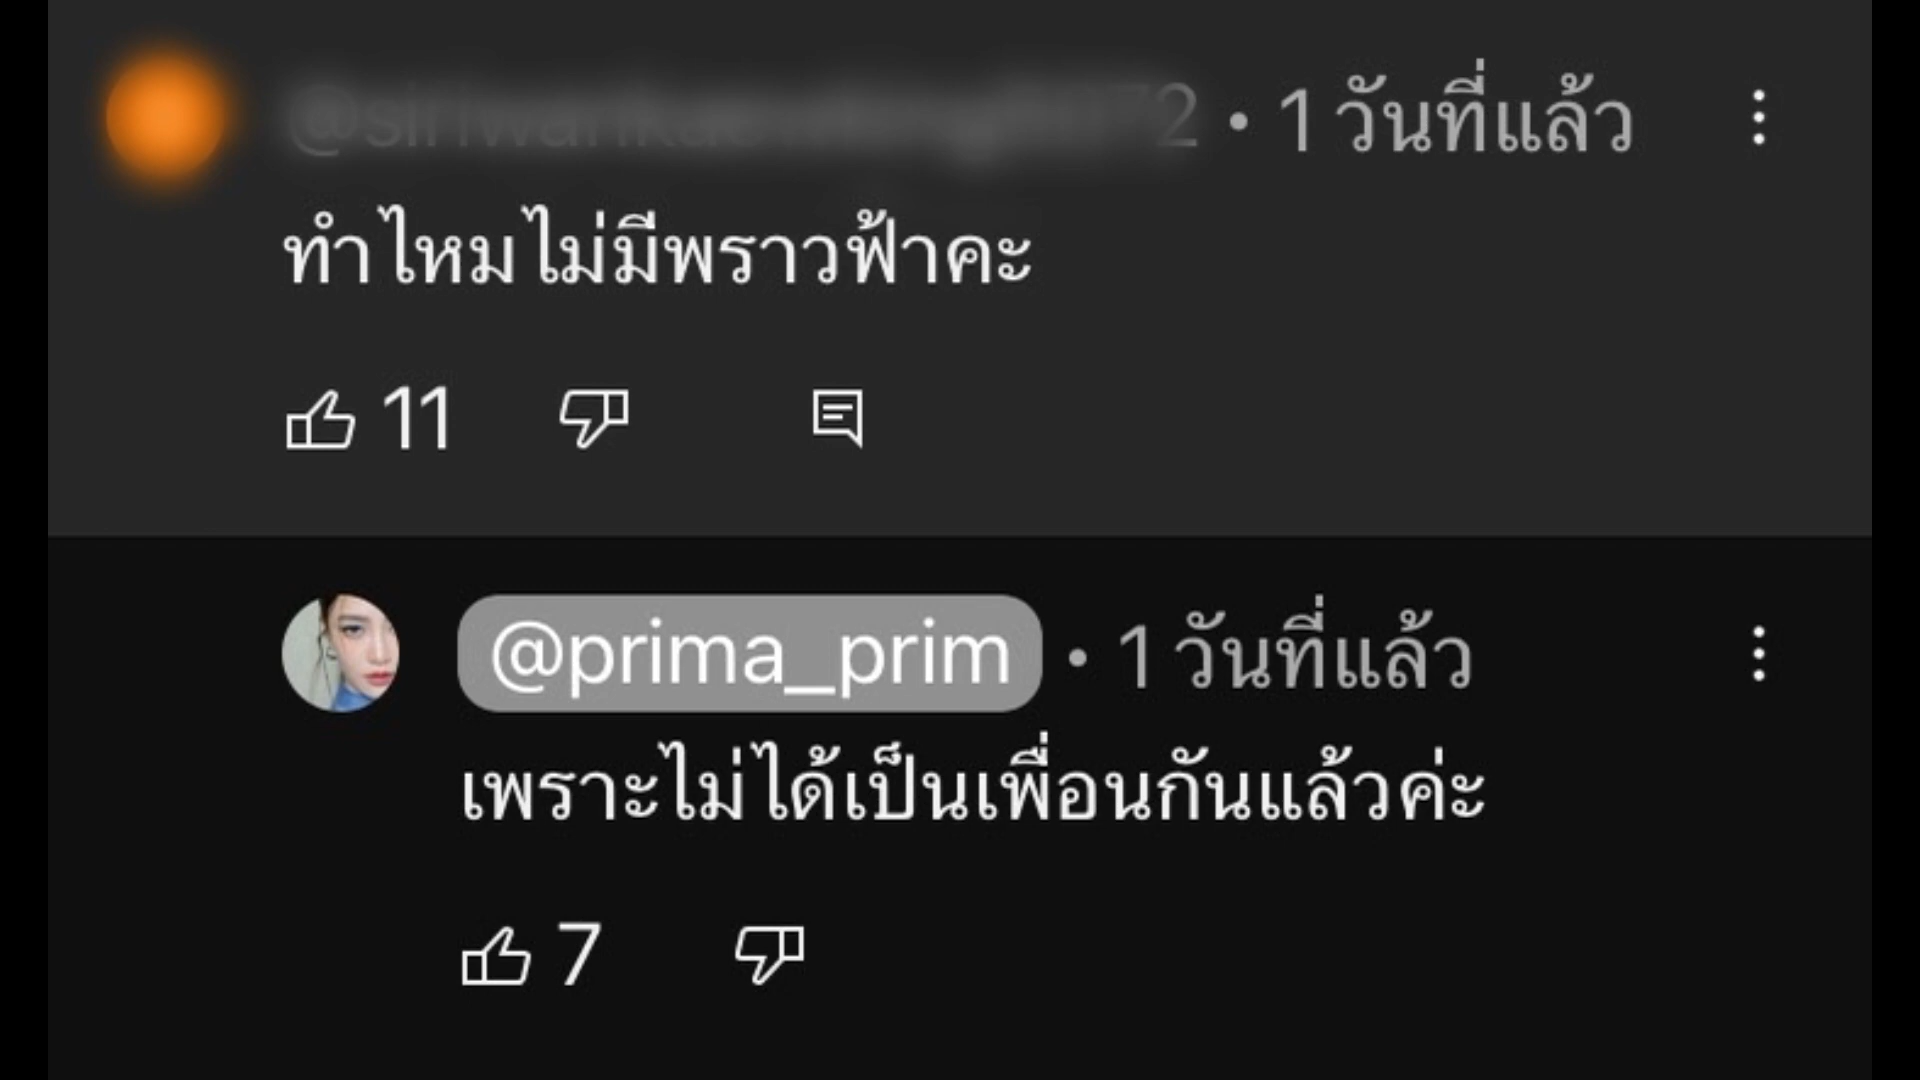 • 1 วันที่แล้ว
ทำไหมไม่มีพราวฟ้าคะ
11
@prima_prim • 1 วันที่แล้ว
เพราะไม่ได้เป็นเพื่อนกันแล้วค่ะ
7